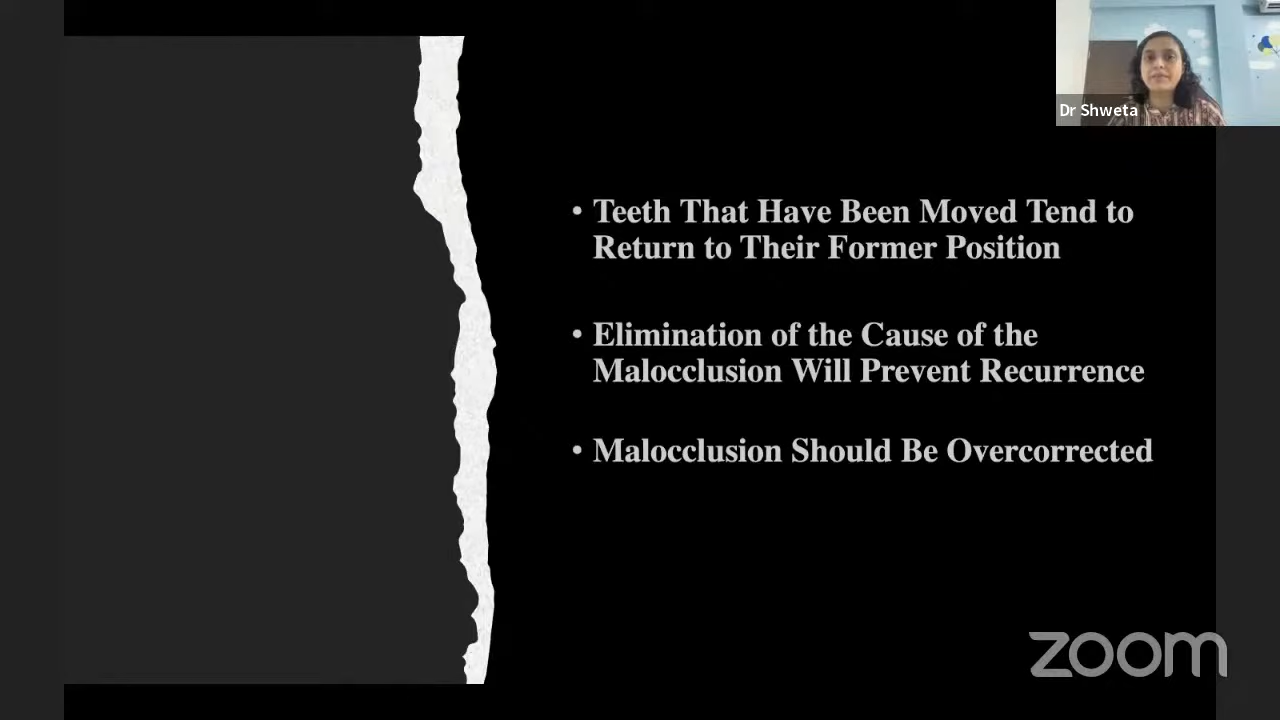 Dr Shweta
• Teeth That Have Been Moved Tend to
Return to Their Former Position
• Elimination of the Cause of the
Malocclusion Will Prevent Recurrence
• Malocclusion Should Be Overcorrected
zoom